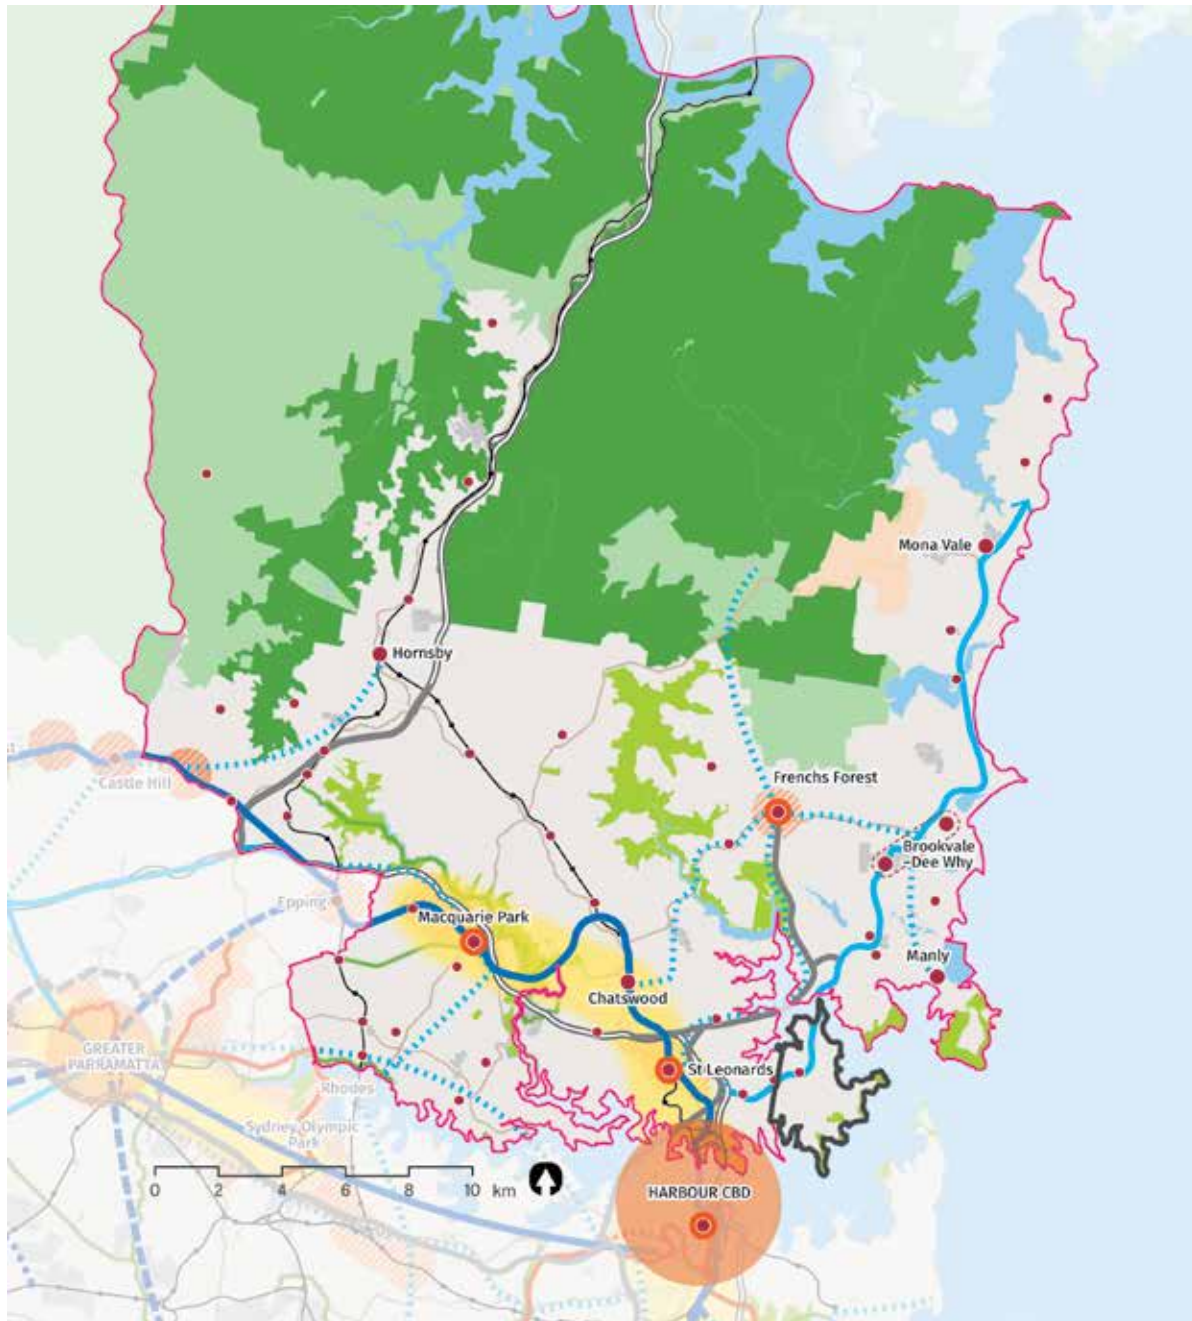 Mona Vale
Hornsby
Castle Hill
Frenchs Forest
Brookvale
–Dee Why
Epping
Macquarie Park
Manly
Chatswood
GREATER
PARRAMATTA
St Leonards
Rhodes
Sydney Olympic
Park
0 2 4 6 8 10 km
HARBOUR CBD